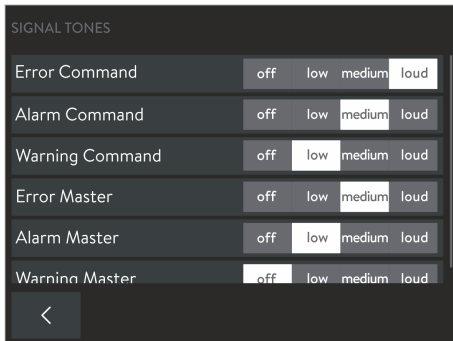 SIGNAL TONES
Error Command off low medium loud
Alarm Command off low medium loud
Warning Command off low medium loud
Error Master off low medium loud
Alarm Master off low medium loud
Warning Master off low medium loud